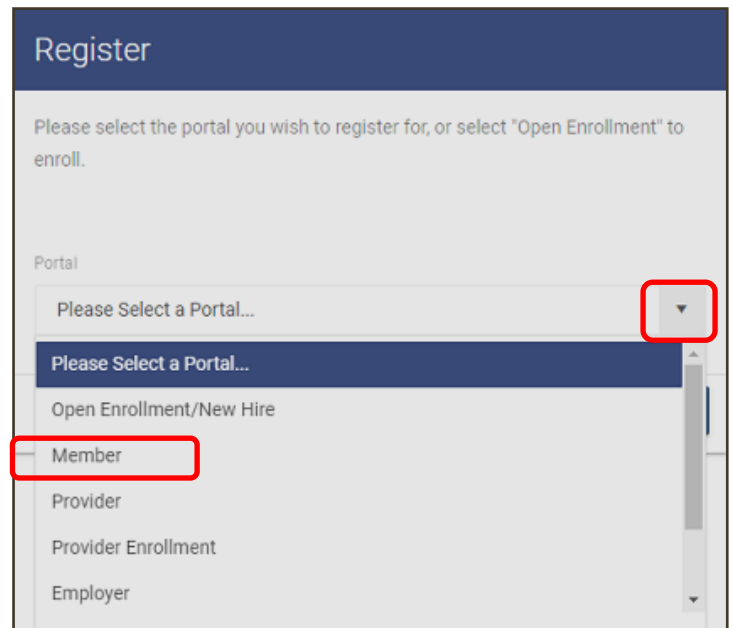 Register
Please select the portal you wish to register for, or select "Open Enrollment" to
enroll.
Portal
Please Select a Portal...
Please Select a Portal...
Open Enrollment/New Hire
Member
Provider
Provider Enrollment
Employer